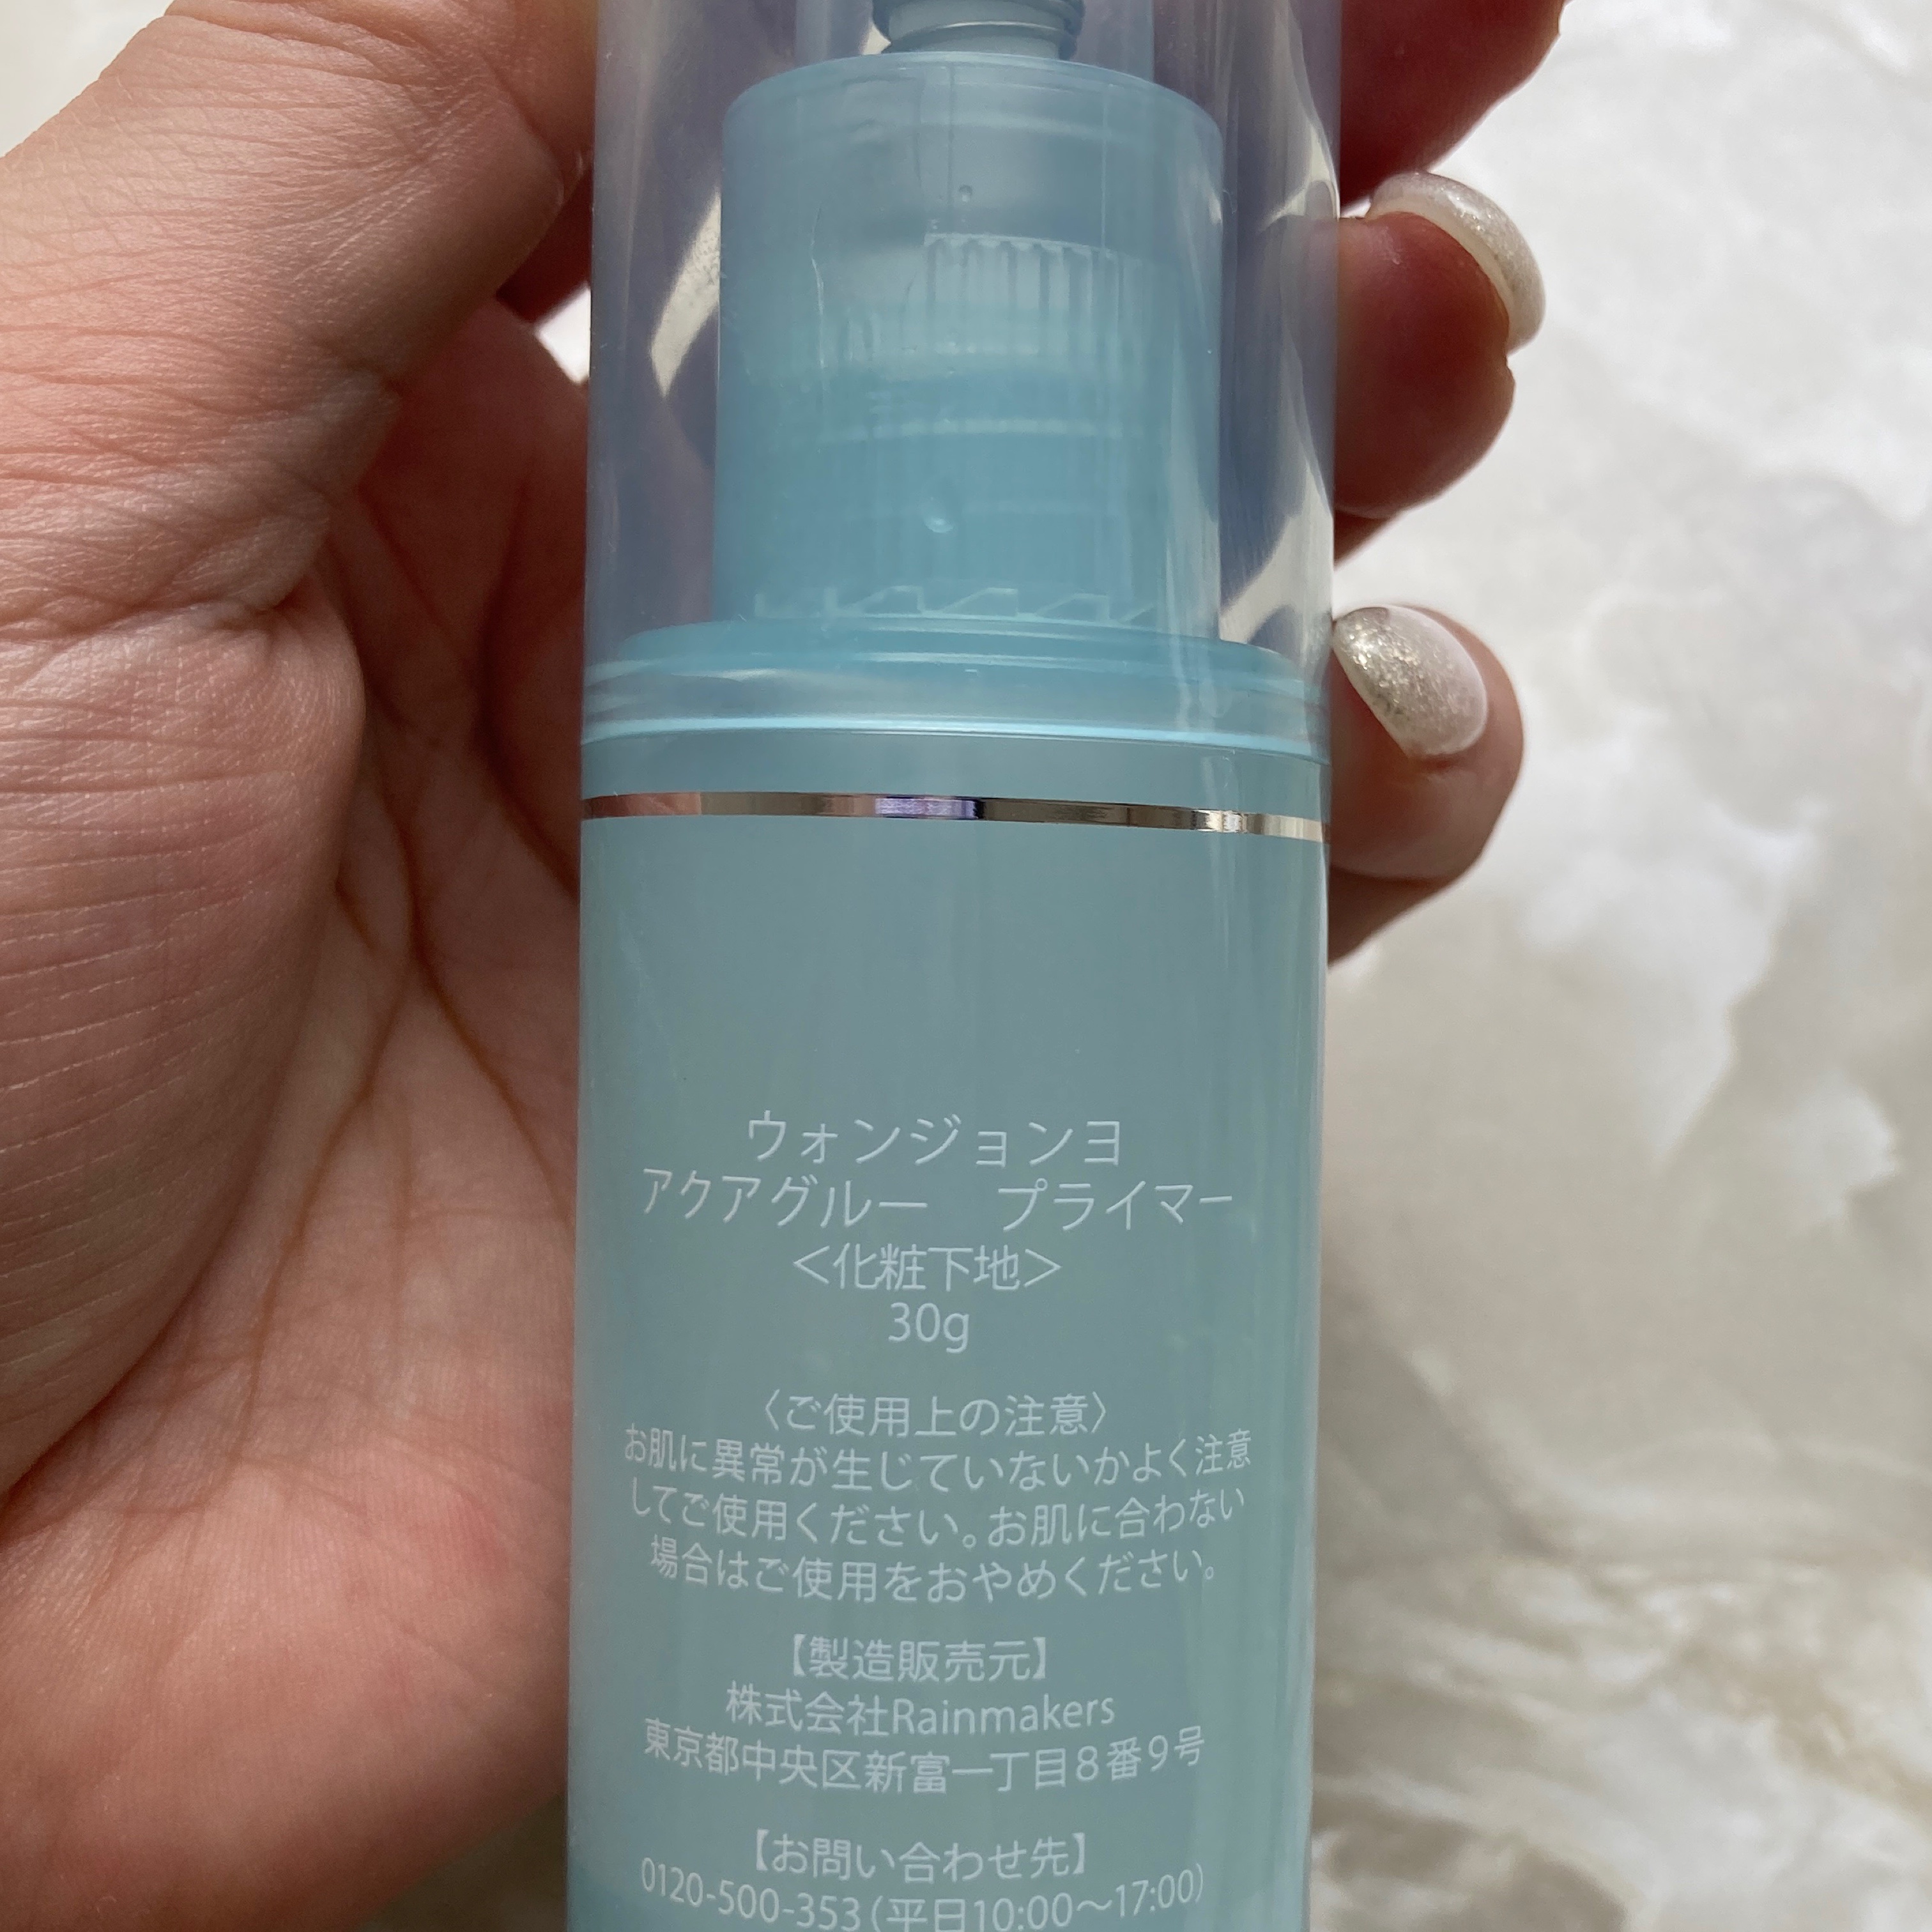 ウォンジョンヨ
アクアグルー　プライマー
＜化粧下地＞
30g
〈ご使用上の注意〉
お肌に異常が生じていないかよく注意
してご使用ください。お肌に合わない
場合はご使用をおやめください。
【製造販売元】
株式会社Rainmakers
東京都中央区新富一丁目8番9号
【お問い合わせ先】
0120-500-353(平日10:00〜17:00)